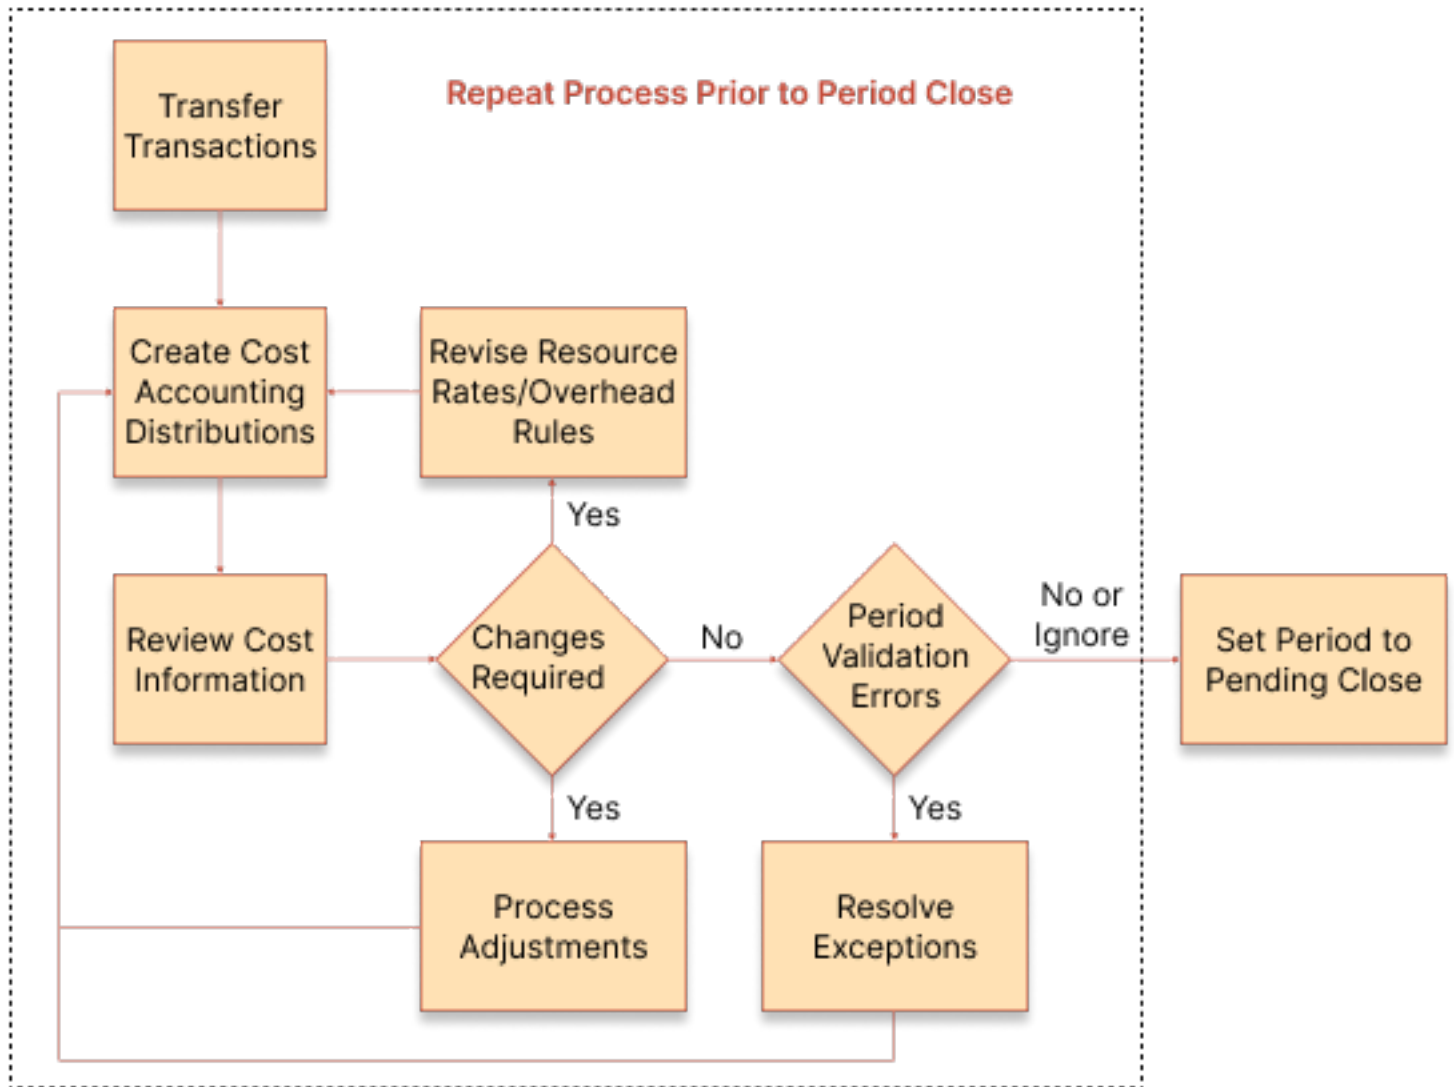 Transfer
Transactions
Repeat Process Prior to Period Close
Create Cost
Accounting
Distributions
Revise Resource
Rates/Overhead
Rules
Yes
Review Cost
Information
Changes
Required
No
Period
Validation
Errors
No or
Ignore
Set Period to
Pending Close
Yes
Yes
Process
Adjustments
Resolve
Exceptions